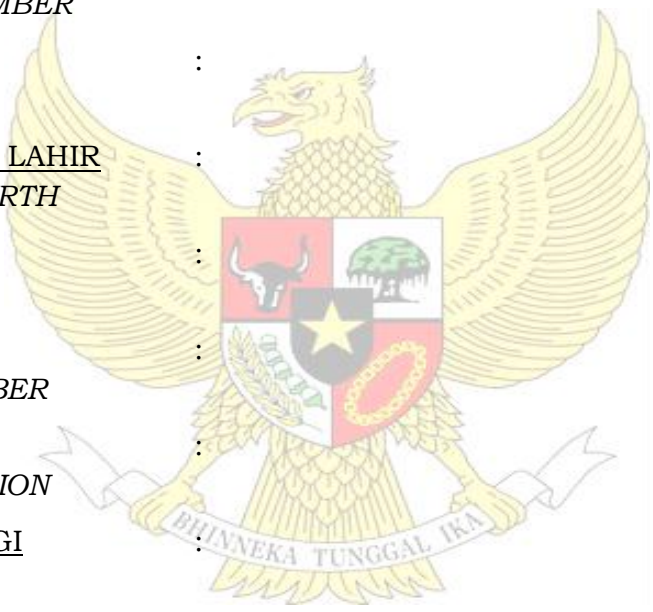 MBER
:
LAHIR :
RTH
:
:
BER
:
ION
GI :
BHINNEKA TUNGGAL IKA